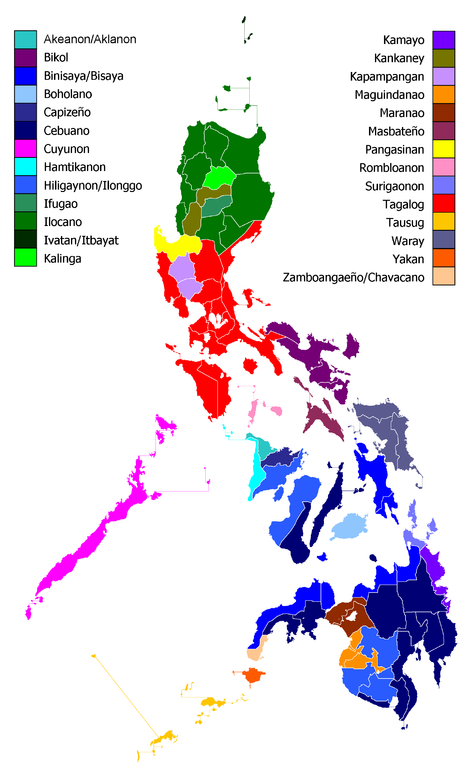 Akeanon/Aklanon
Bikol
Binisaya/Bisaya
Boholano
Capizeño
Cebuano
Cuyunon
Hamtikanon
Hiligaynon/Ilonggo
Ifugao
Ilocano
Ivatan/Itbayat
Kalinga
Kamayo
Kankaney
Kapampangan
Maguindanao
Maranao
Masbateño
Pangasinan
Rombloanon
Surigaonon
Tagalog
Tausug
Waray
Yakan
Zamboangaeño/Chavacano